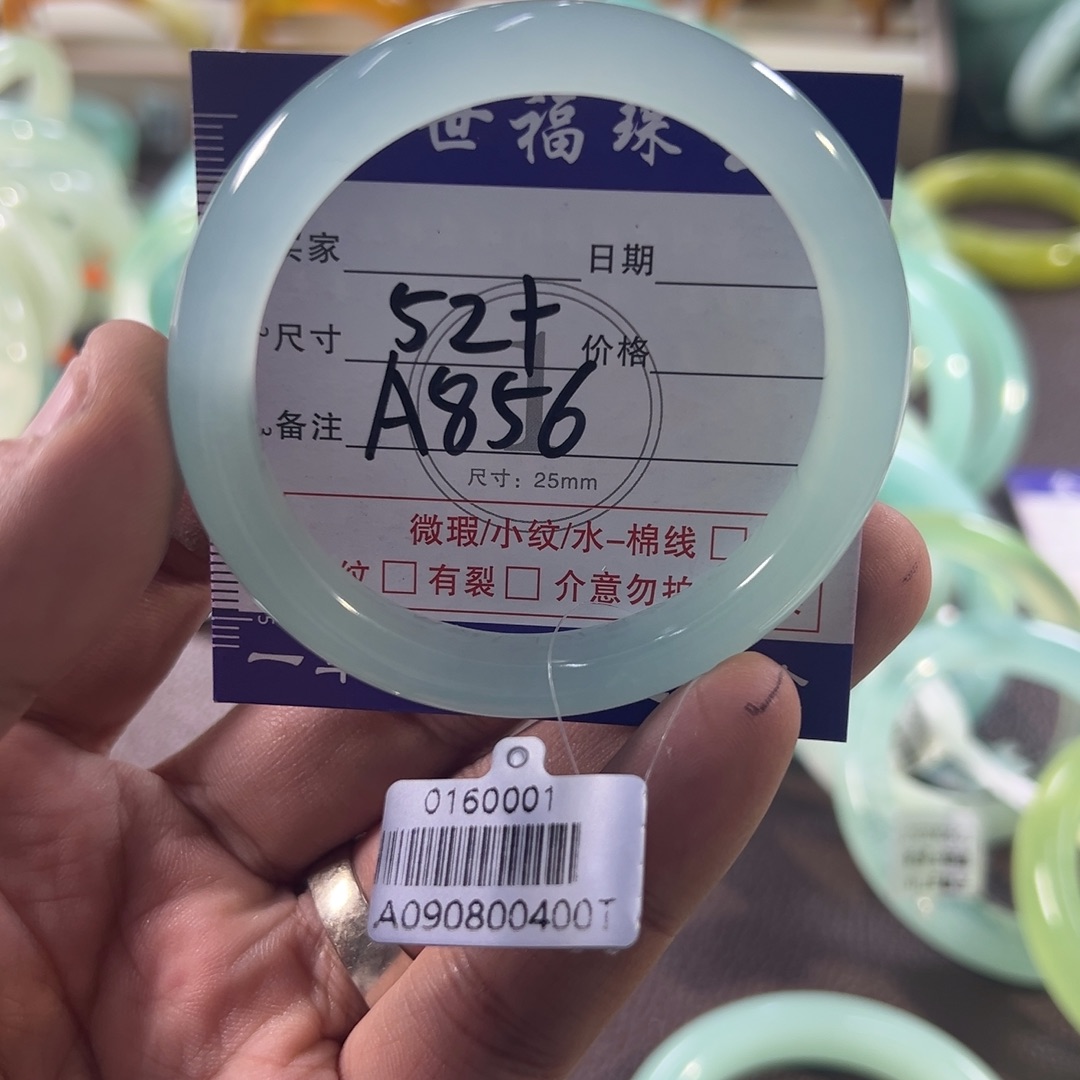 世福珠
家 日期
尺寸 52+ 价格
备注 A856
尺寸：25mm
微瑕/小纹/水-棉线 □
纹 □ 有裂 □ 介意勿拍
0160001
A090800400T